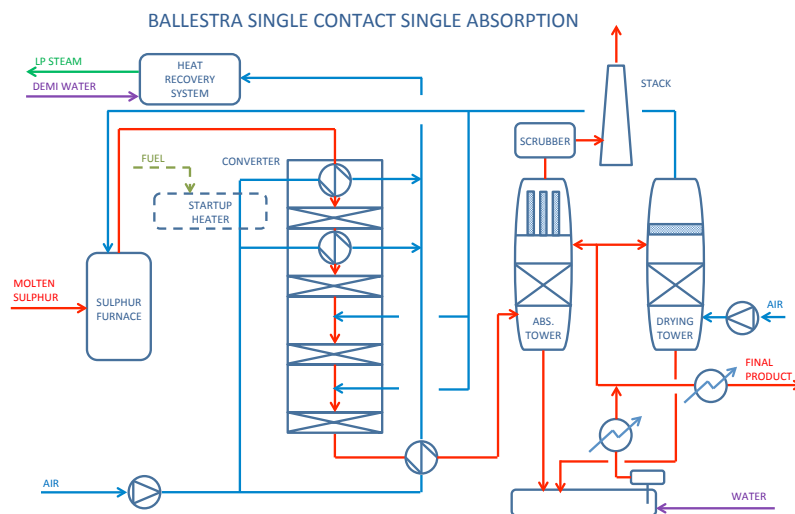 BALLESTRA SINGLE CONTACT SINGLE ABSORPTION
LP STEAM
DEMI WATER
HEAT
RECOVERY
SYSTEM
STACK
SCRUBBER
FUEL
CONVERTER
STARTUP
HEATER
MOLTEN
SULPHUR
SULPHUR
FURNACE
ABS.
TOWER
DRYING
TOWER
AIR
FINAL
PRODUCT
AIR
WATER